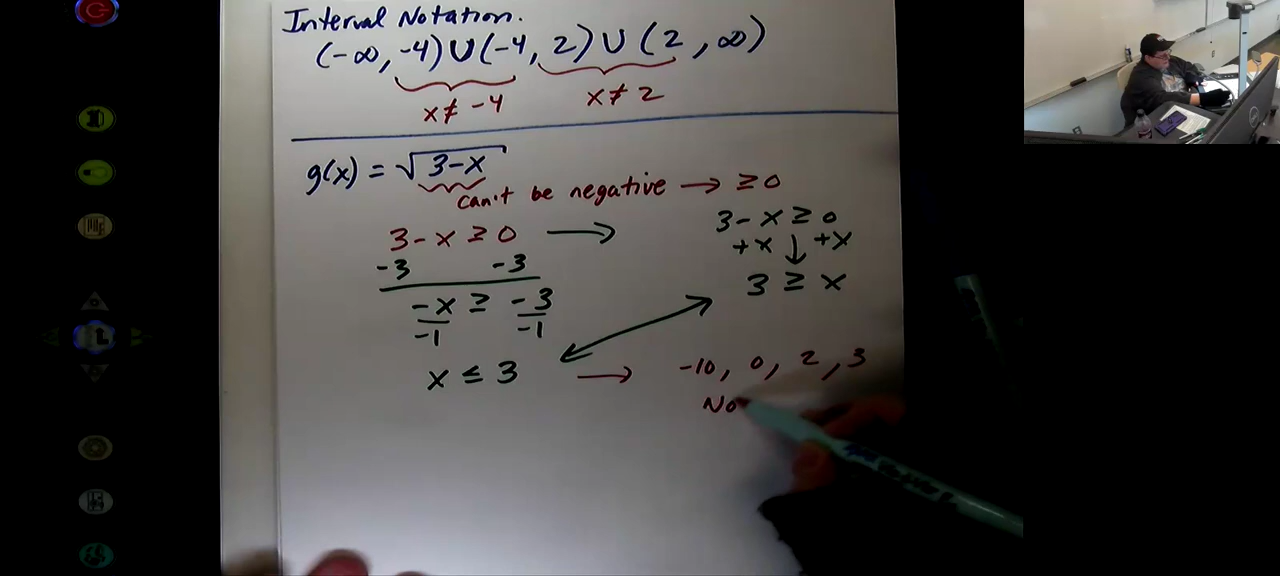 Interval Notation.
(-∞, -4) ∪ (-4, 2) ∪ (2, ∞)
x ≠ -4 x ≠ 2
g(x) = √3-x
can't be negative → ≥ 0
3 - x ≥ 0 → 3 - x ≥ 0
-3 -3 +x ↓ +x
-x ≥ -3 3 ≥ x
-1 -1
x ≤ 3 → -10, 0, 2, 3
No